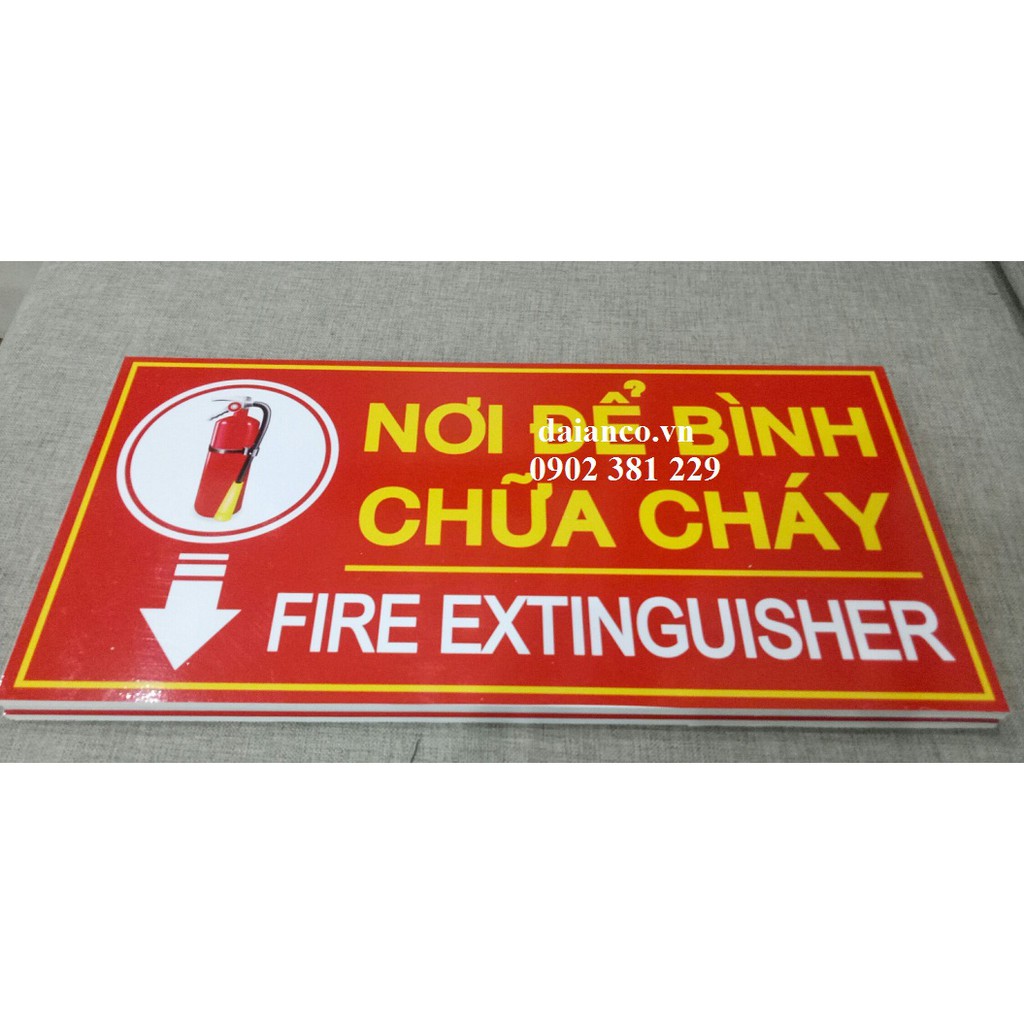 NƠI ĐỂ BÌNH
daianco.vn
0902 381 229
CHỮA CHÁY
FIRE EXTINGUISHER